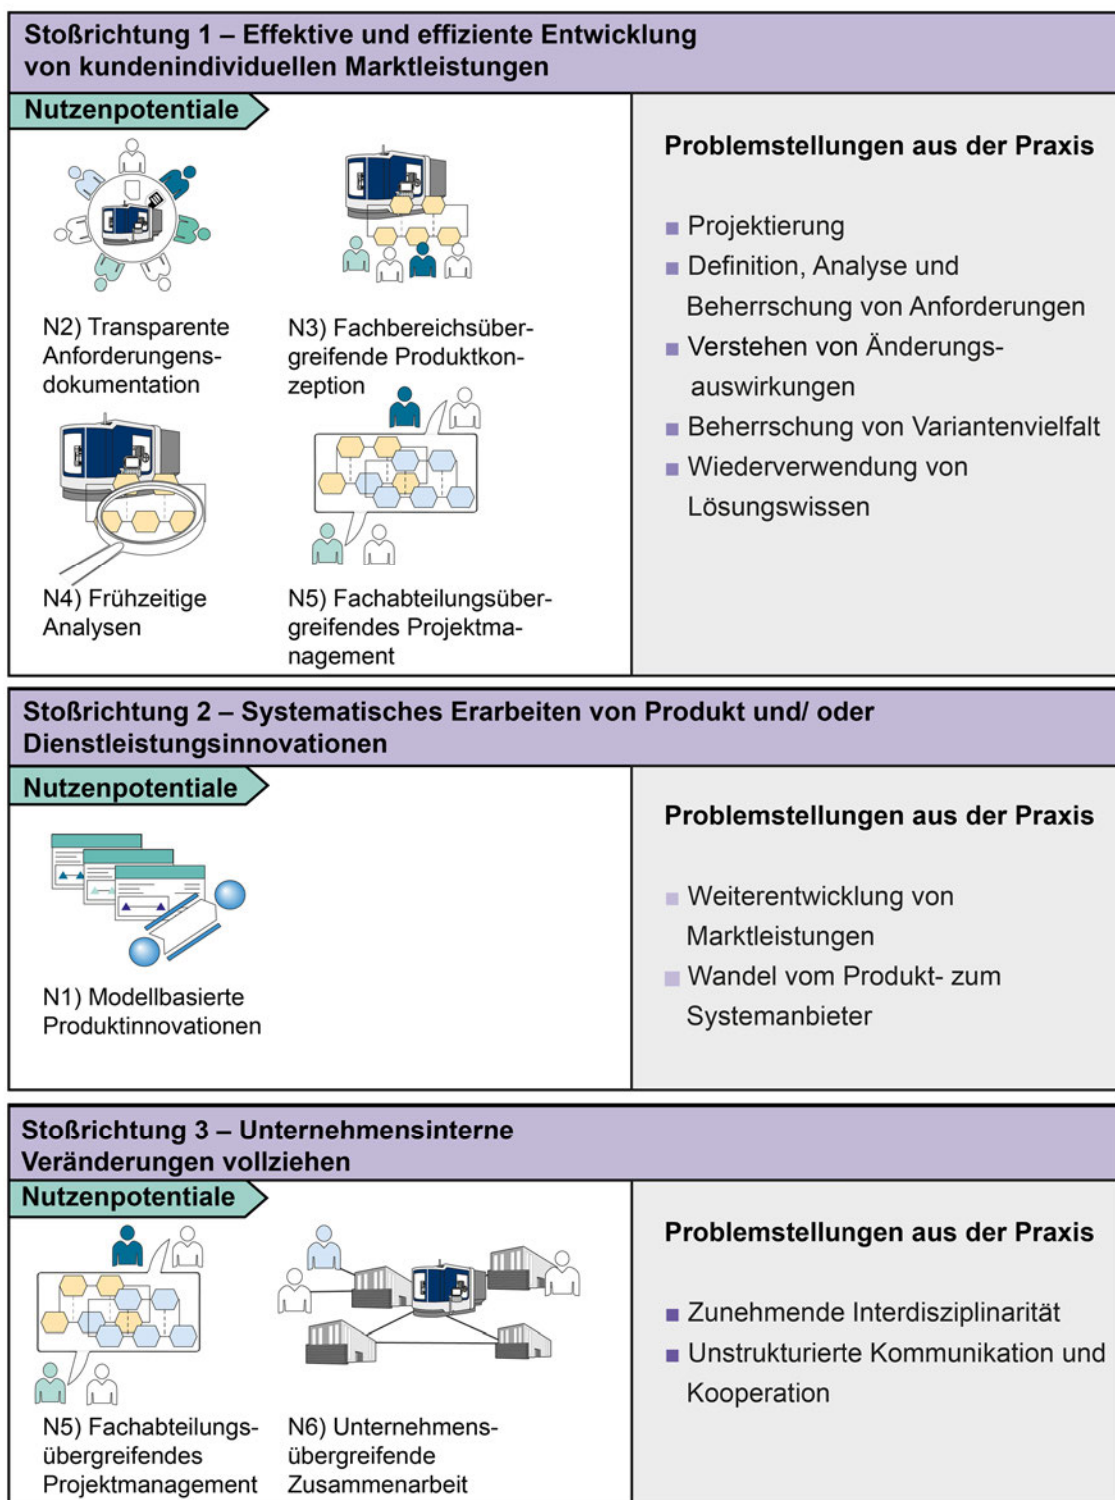 Stoßrichtung 1 – Effektive und effiziente Entwicklung
von kundenindividuellen Marktleistungen
Nutzenpotentiale
N2) Transparente
Anforderungens-
dokumentation
N3) Fachbereichsüber-
greifende Produktkon-
zeption
N4) Frühzeitige
Analysen
N5) Fachabteilungsüber-
greifendes Projektma-
nagement
Problemstellungen aus der Praxis
Projektierung
Definition, Analyse und
Beherrschung von Anforderungen
Verstehen von Änderungs-
auswirkungen
Beherrschung von Variantenvielfalt
Wiederverwendung von
Lösungswissen
Stoßrichtung 2 – Systematisches Erarbeiten von Produkt und/ oder
Dienstleistungsinnovationen
Nutzenpotentiale
N1) Modellbasierte
Produktinnovationen
Problemstellungen aus der Praxis
Weiterentwicklung von
Marktleistungen
Wandel vom Produkt- zum
Systemanbieter
Stoßrichtung 3 – Unternehmensinterne
Veränderungen vollziehen
Nutzenpotentiale
N5) Fachabteilungs-
übergreifendes
Projektmanagement
N6) Unternehmens-
übergreifende
Zusammenarbeit
Problemstellungen aus der Praxis
Zunehmende Interdisziplinarität
Unstrukturierte Kommunikation und
Kooperation